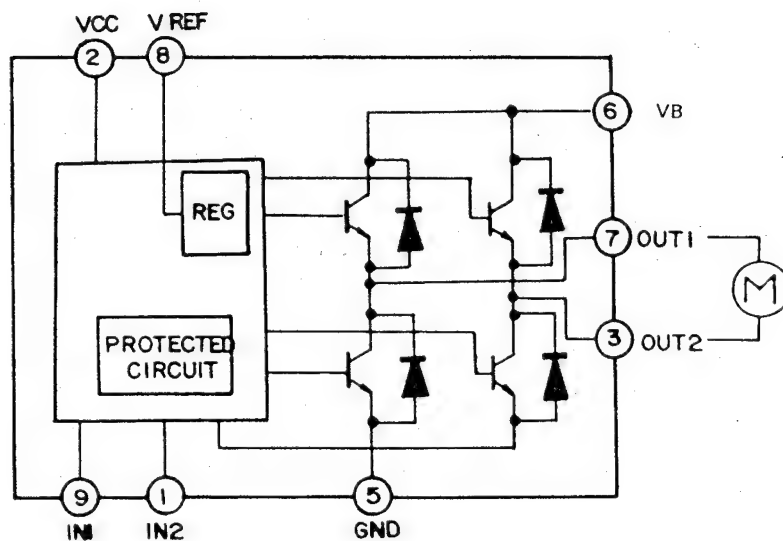 VCC V REF
2 8
6 VB
REG
7 OUT1
M
PROTECTED
CIRCUIT
3 OUT2
9 1 5
IN1 IN2 GND